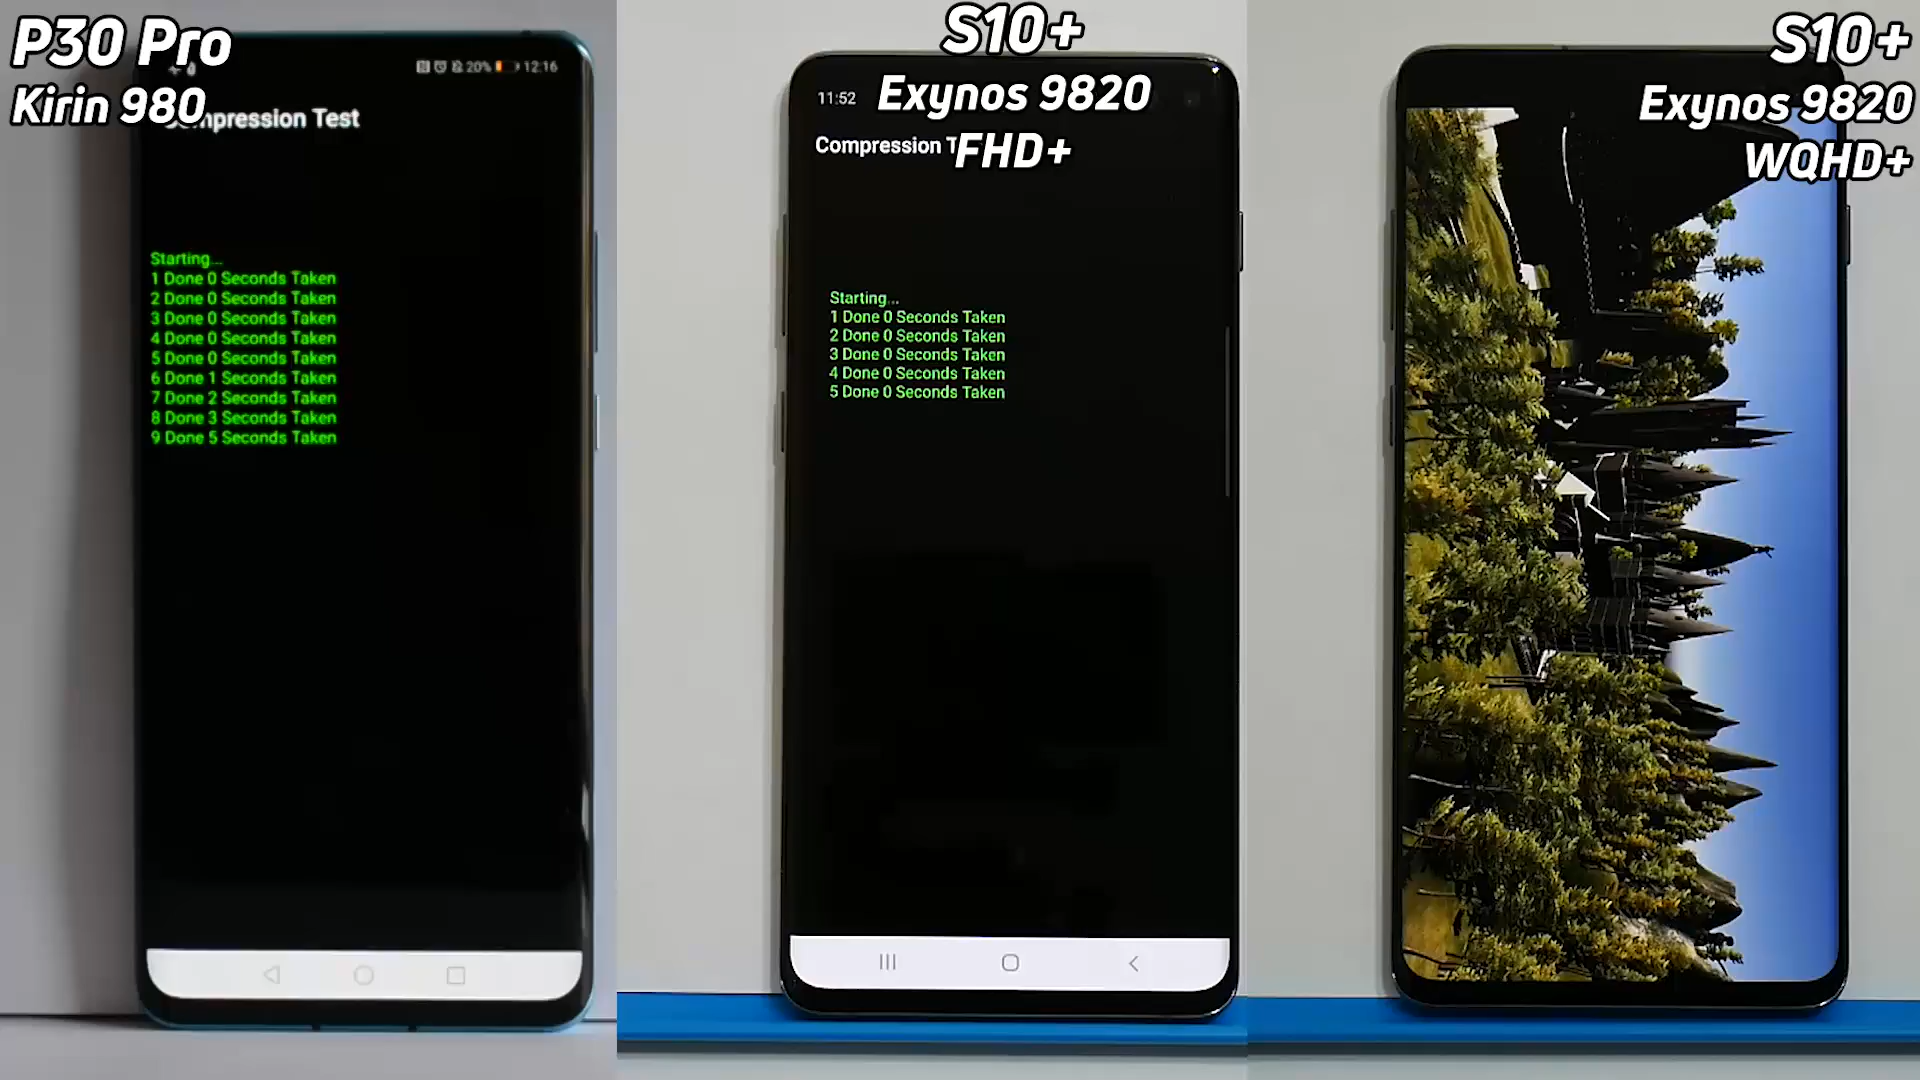 P30 Pro
Kirin 980
20% 12:16
Compression Test
Starting...
1 Done 0 Seconds Taken
2 Done 0 Seconds Taken
3 Done 0 Seconds Taken
4 Done 0 Seconds Taken
5 Done 0 Seconds Taken
6 Done 1 Seconds Taken
7 Done 2 Seconds Taken
8 Done 3 Seconds Taken
9 Done 5 Seconds Taken
S10+
Exynos 9820
FHD+
11:52
Compression T
Starting...
1 Done 0 Seconds Taken
2 Done 0 Seconds Taken
3 Done 0 Seconds Taken
4 Done 0 Seconds Taken
5 Done 0 Seconds Taken
S10+
Exynos 9820
WQHD+